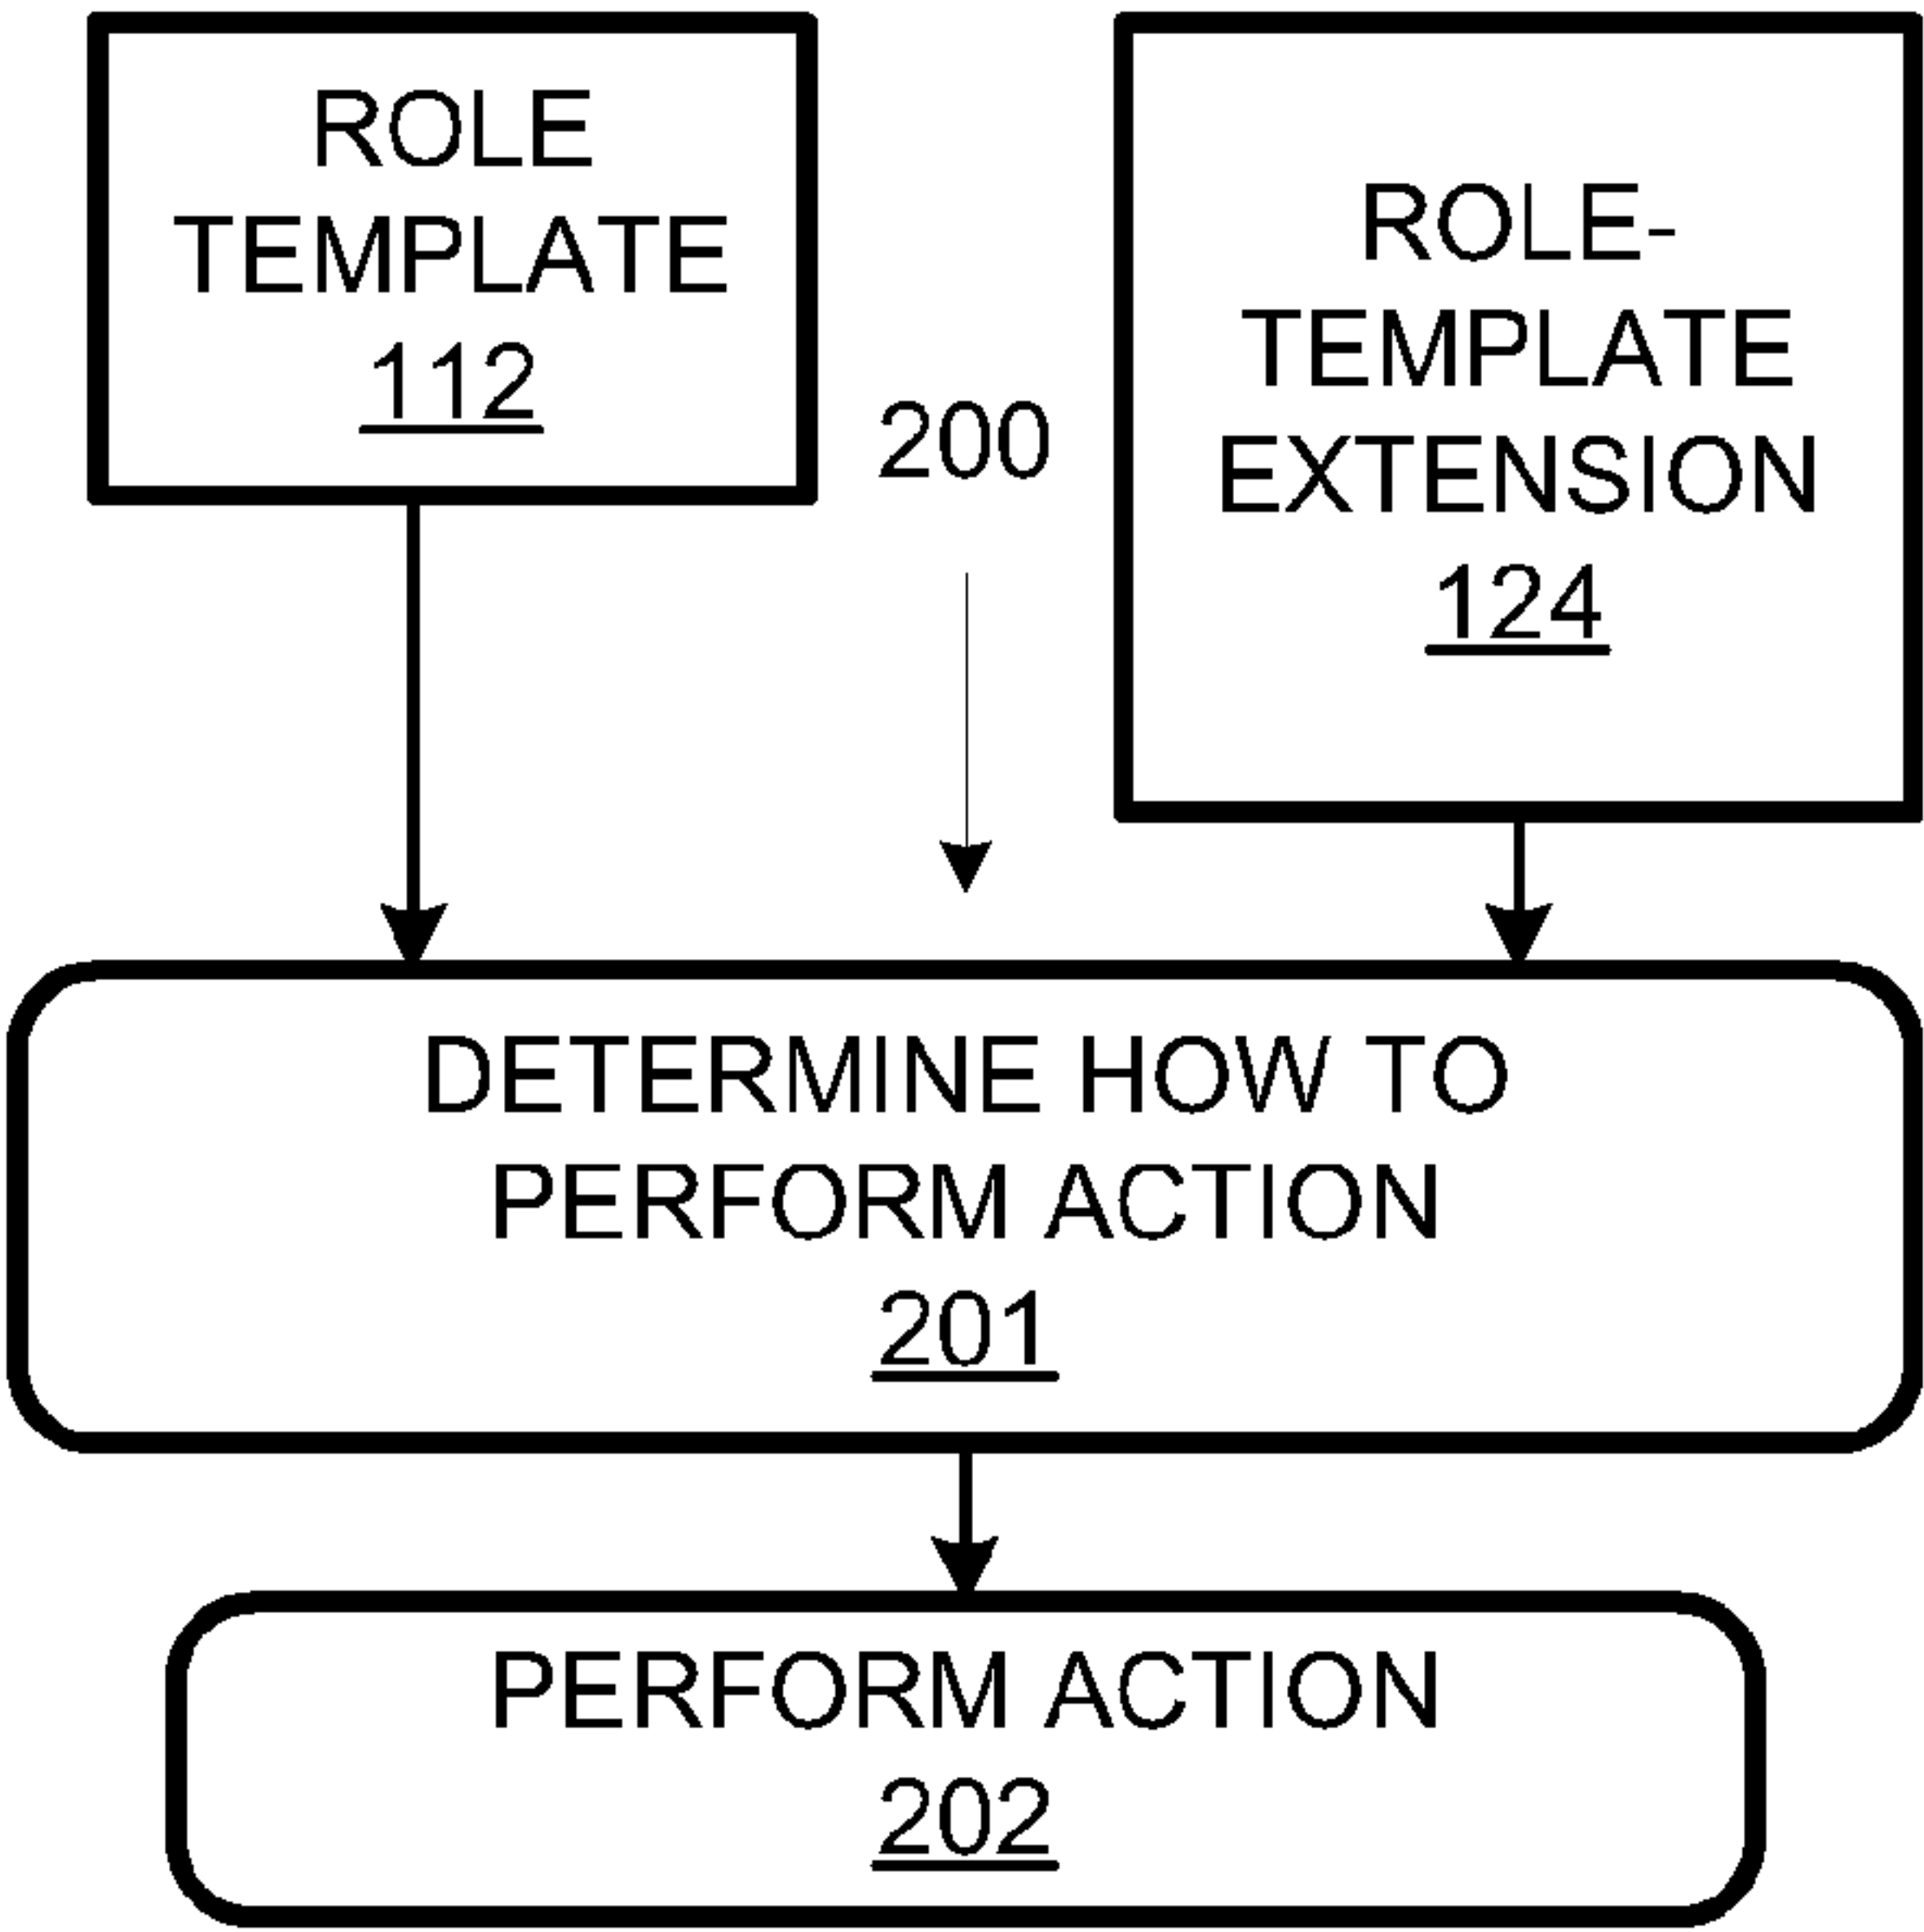 ROLE
TEMPLATE
112
200
ROLE-
TEMPLATE
EXTENSION
124
DETERMINE HOW TO
PERFORM ACTION
201
PERFORM ACTION
202